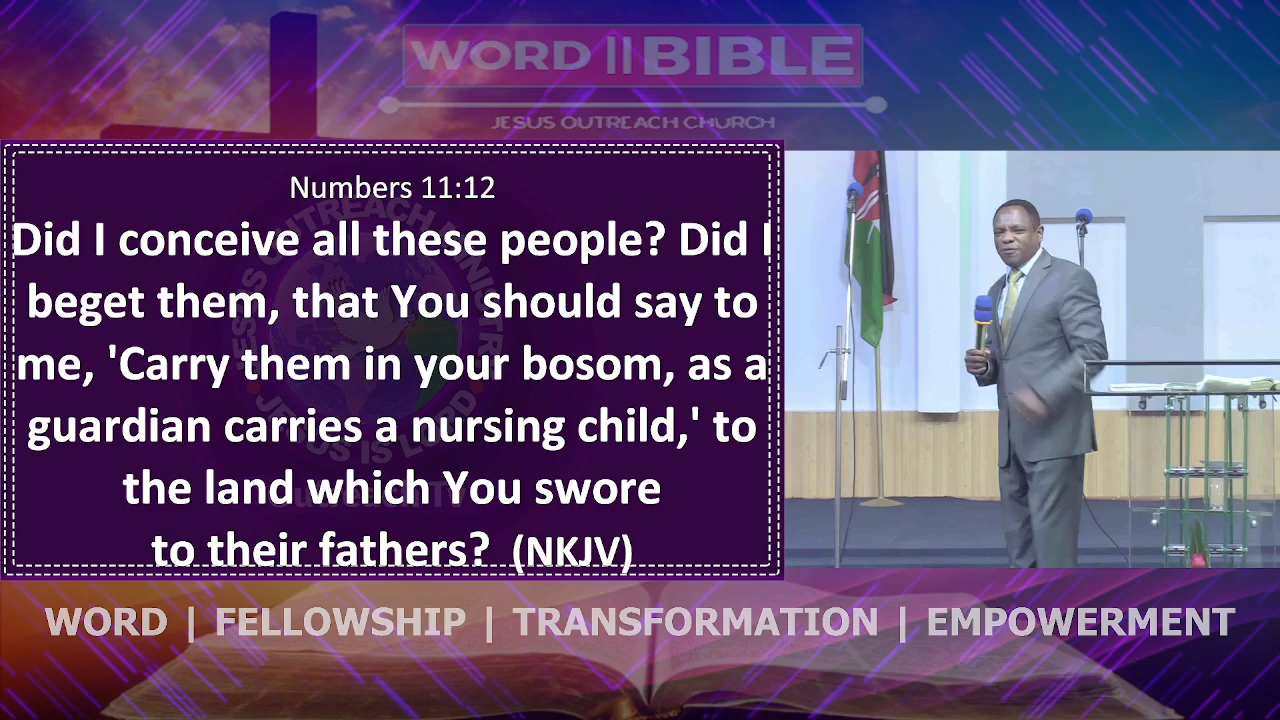 WORD || BIBLE
JESUS OUTREACH CHURCH
Numbers 11:12
Did I conceive all these people? Did I
beget them, that You should say to
me, 'Carry them in your bosom, as a
guardian carries a nursing child,' to
the land which You swore
to their fathers? (NKJV)
WORD | FELLOWSHIP | TRANSFORMATION | EMPOWERMENT